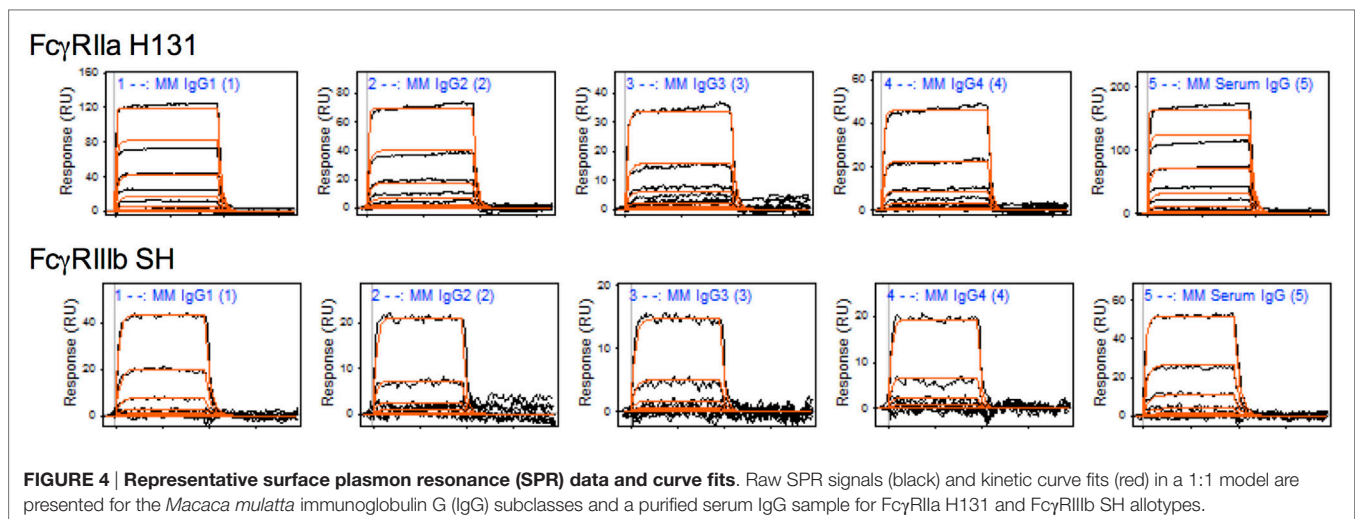 FcγRIIa H131
1 - -: MM IgG1 (1)
2 - -: MM IgG2 (2)
3 - -: MM IgG3 (3)
4 - -: MM IgG4 (4)
5 - -: MM Serum IgG (5)
Response (RU)
160
120
80
40
0
Response (RU)
80
60
40
20
0
Response (RU)
40
30
20
10
0
Response (RU)
60
40
20
0
Response (RU)
200
100
0
FcγRIIIb SH
1 - -: MM IgG1 (1)
2 - -: MM IgG2 (2)
3 - -: MM IgG3 (3)
4 - -: MM IgG4 (4)
5 - -: MM Serum IgG (5)
Response (RU)
40
20
0
Response (RU)
20
10
0
Response (RU)
20
10
0
Response (RU)
20
10
0
Response (RU)
60
40
20
0
FIGURE 4 | Representative surface plasmon resonance (SPR) data and curve fits. Raw SPR signals (black) and kinetic curve fits (red) in a 1:1 model are
presented for the Macaca mulatta immunoglobulin G (IgG) subclasses and a purified serum IgG sample for FcγRIIa H131 and FcγRIIIb SH allotypes.